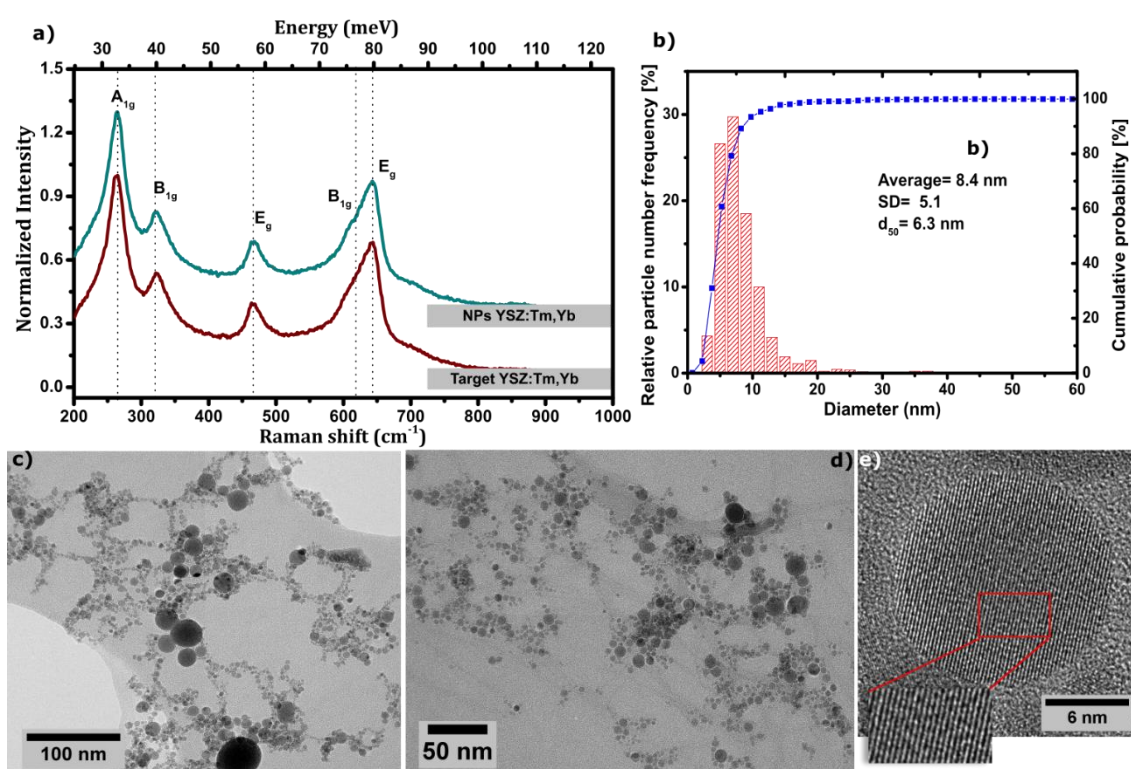 a)
Energy (meV)
30 40 50 60 70 80 90 100 110 120
1.5
1.2
0.9
0.6
0.3
0.0
Normalized Intensity
A1g
B1g
Eg
B1g
Eg
NPs YSZ:Tm,Yb
Target YSZ:Tm,Yb
200 300 400 500 600 700 800 900 1000
Raman shift (cm-1)
b)
Relative particle number frequency [%]
30
20
10
0
b)
Average= 8.4 nm
SD= 5.1
d50= 6.3 nm
100
80
60
40
20
0
Cumulative probability [%]
0 10 20 30 40 50 60
Diameter (nm)
c)
100 nm
d)
50 nm
e)
6 nm